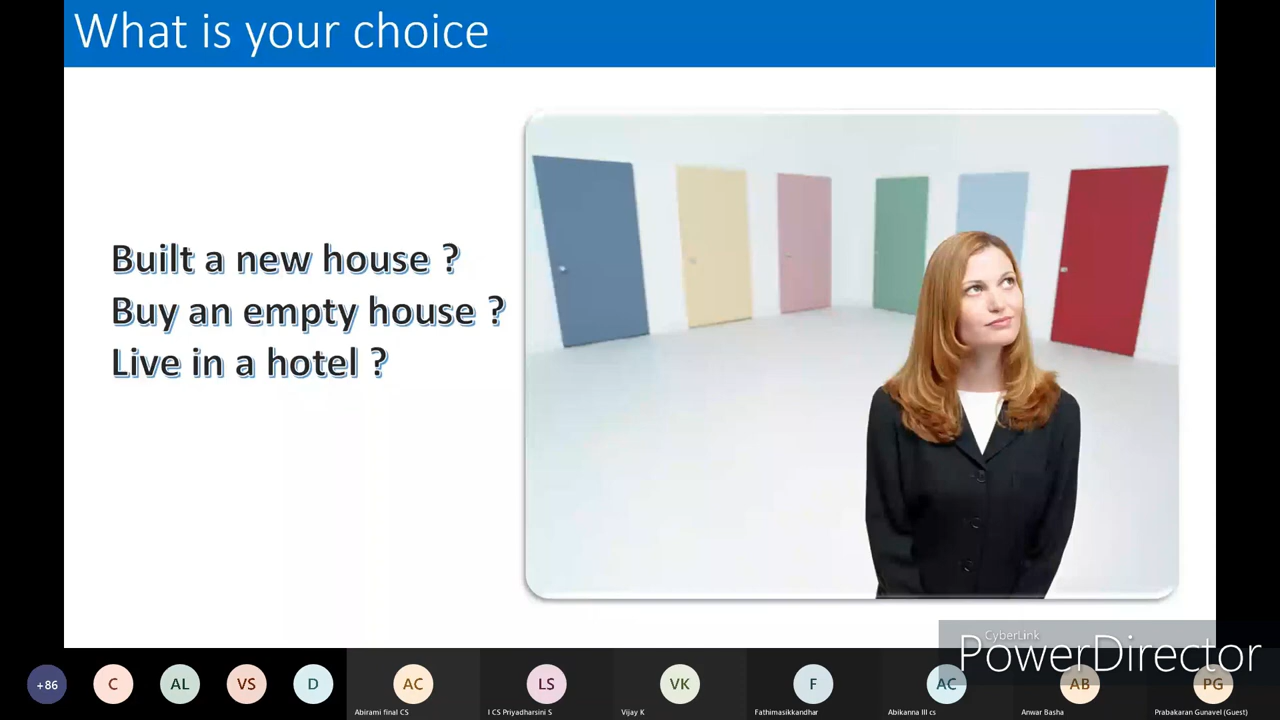 What is your choice
Built a new house ?
Buy an empty house ?
Live in a hotel ?
CyberLink
PowerDirector
+86
C
AL
VS
D
AC
LS
VK
F
AC
AB
PG
Abirami final CS
I CS Priyadharsini S
Vijay K
Fathimasikkandhar
Abikanna III cs
Anwar Basha
Prabakaran Gunavel (Guest)